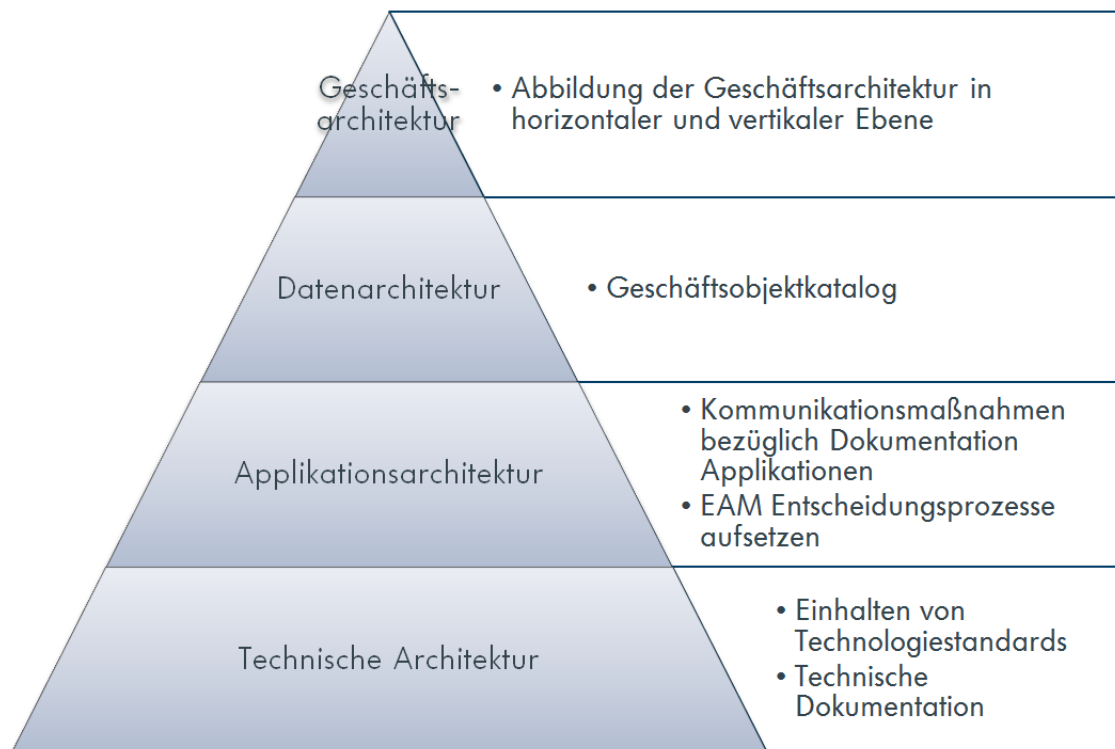 Geschäfts-
architektur
• Abbildung der Geschäftsarchitektur in
horizontaler und vertikaler Ebene
Datenarchitektur
• Geschäftsobjektkatalog
Applikationsarchitektur
• Kommunikationsmaßnahmen
bezüglich Dokumentation
Applikationen
• EAM Entscheidungsprozesse
aufsetzen
Technische Architektur
• Einhalten von
Technologiestandards
• Technische
Dokumentation